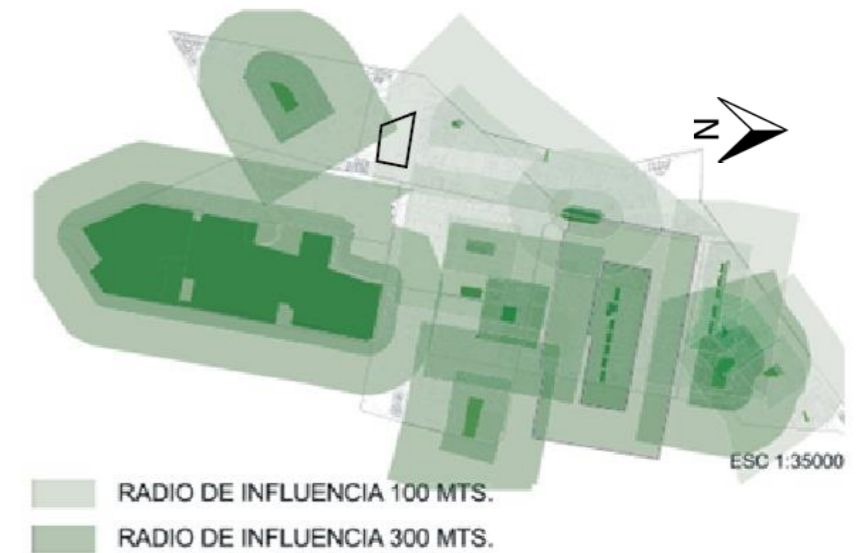 N
ESC 1:35000
RADIO DE INFLUENCIA 100 MTS.
RADIO DE INFLUENCIA 300 MTS.